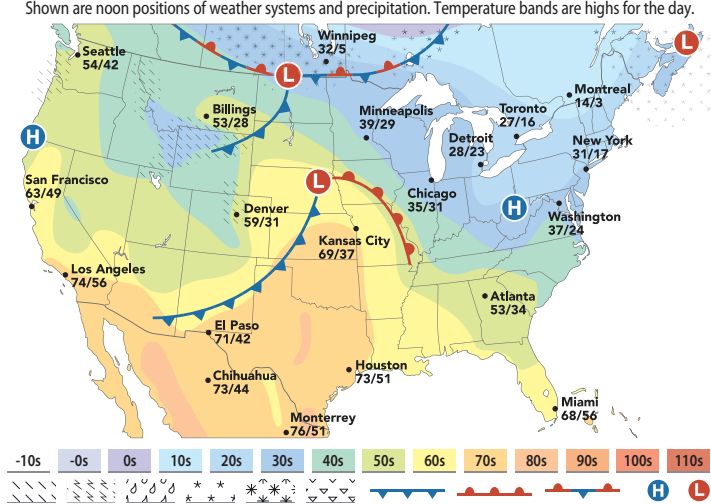 Shown are noon positions of weather systems and precipitation. Temperature bands are highs for the day.
Winnipeg
32/5
L
Seattle
54/42
L
Montreal
14/3
Billings
53/28
Minneapolis
39/29
Toronto
27/16
H
Detroit
28/23
New York
31/17
San Francisco
63/49
L
Chicago
35/31
H
Denver
59/31
Washington
37/24
Kansas City
69/37
Los Angeles
74/56
Atlanta
53/34
El Paso
71/42
Chihuahua
73/44
Houston
73/51
Miami
68/56
Monterrey
76/51
-10s -0s 0s 10s 20s 30s 40s 50s 60s 70s 80s 90s 100s 110s
H L